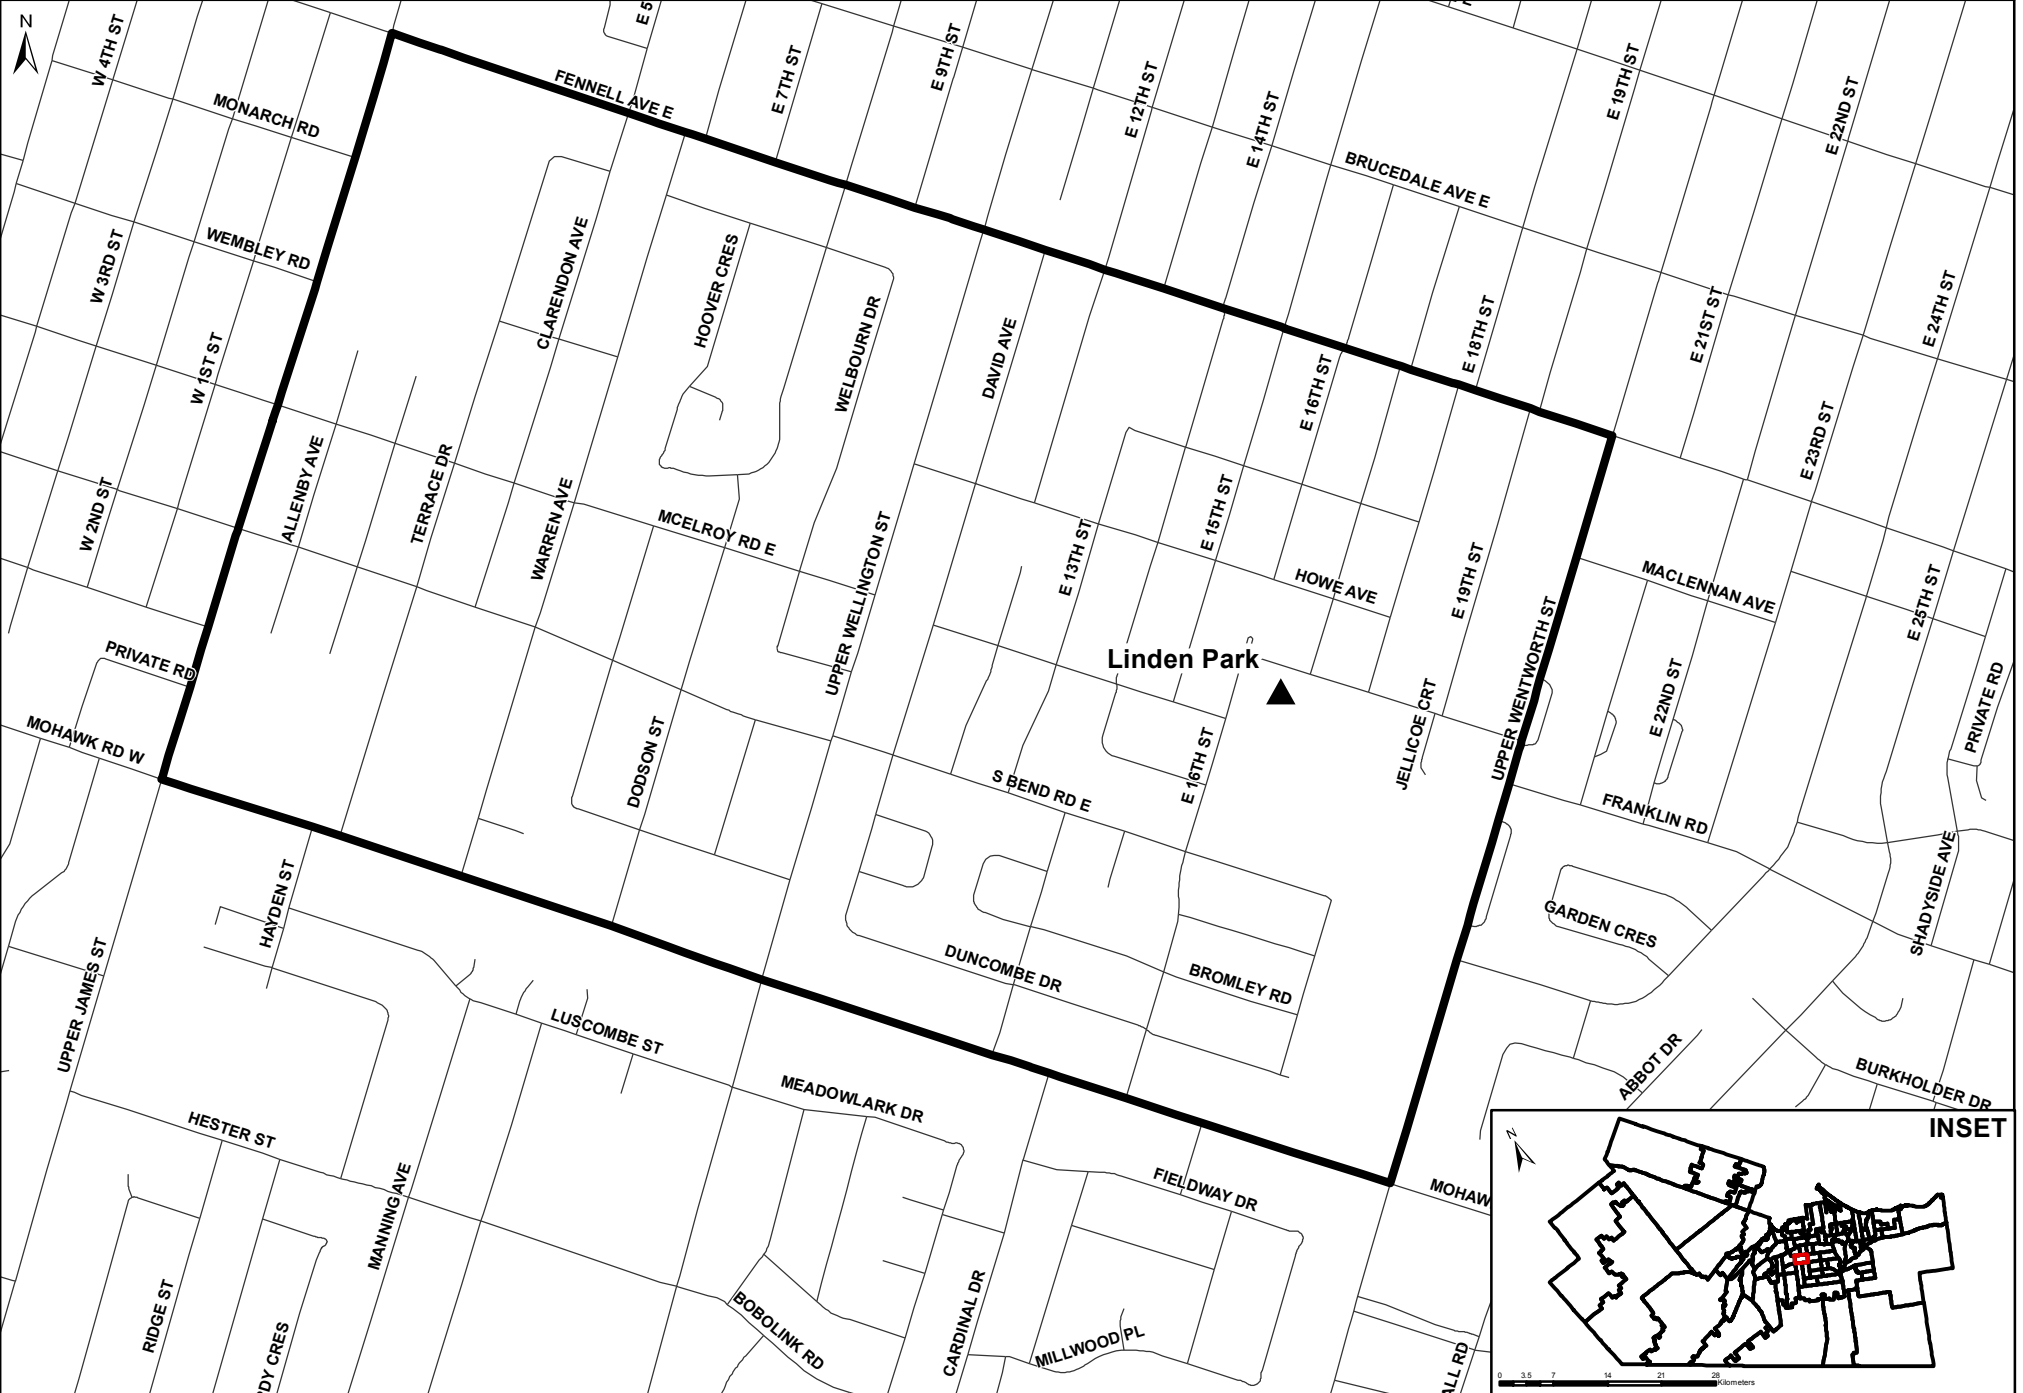 N
W 4TH ST
MONARCH RD
E 5
FENNELL AVE E
E 7TH ST
E 9TH ST
E 12TH ST
E 14TH ST
E 19TH ST
E 22ND ST
BRUCEDALE AVE E
W 3RD ST
WEMBLEY RD
W 1ST ST
CLARENDON AVE
HOOVER CRES
WELBOURN DR
DAVID AVE
E 16TH ST
E 18TH ST
E 21ST ST
E 24TH ST
W 2ND ST
ALLENBY AVE
TERRACE DR
WARREN AVE
MCELROY RD E
UPPER WELLINGTON ST
E 13TH ST
E 15TH ST
HOWE AVE
E 19TH ST
E 23RD ST
MACLENNAN AVE
E 25TH ST
PRIVATE RD
MOHAWK RD W
DODSON ST
Linden Park
S BEND RD E
E 16TH ST
JELLICOE CRT
UPPER WENTWORTH ST
E 22ND ST
PRIVATE RD
FRANKLIN RD
GARDEN CRES
SHADYSIDE AVE
HAYDEN ST
UPPER JAMES ST
DUNCOMBE DR
BROMLEY RD
LUSCOMBE ST
MEADOWLARK DR
ABBOT DR
BURKHOLDER DR
HESTER ST
MANNING AVE
FIELDWAY DR
MOHAW
RIDGE ST
DY CRES
BOBOLINK RD
CARDINAL DR
MILLWOOD PL
ALL RD
INSET
N
0 3.5 7 14 21 28
Kilometers